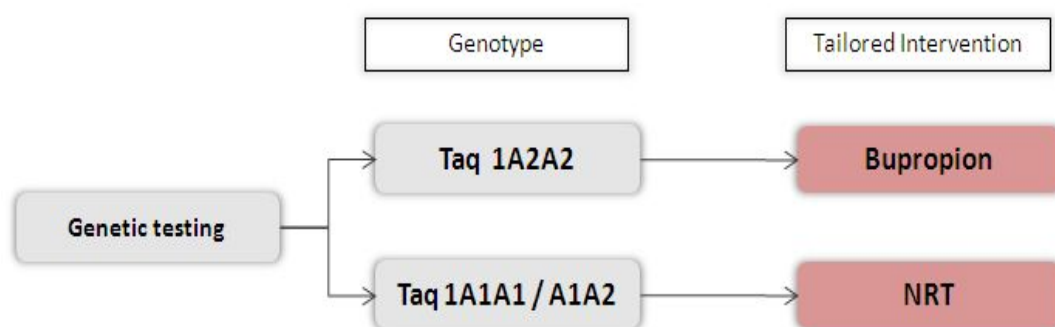 Genotype
Tailored Intervention
Taq 1A2A2
Bupropion
Genetic testing
Taq 1A1A1 / A1A2
NRT